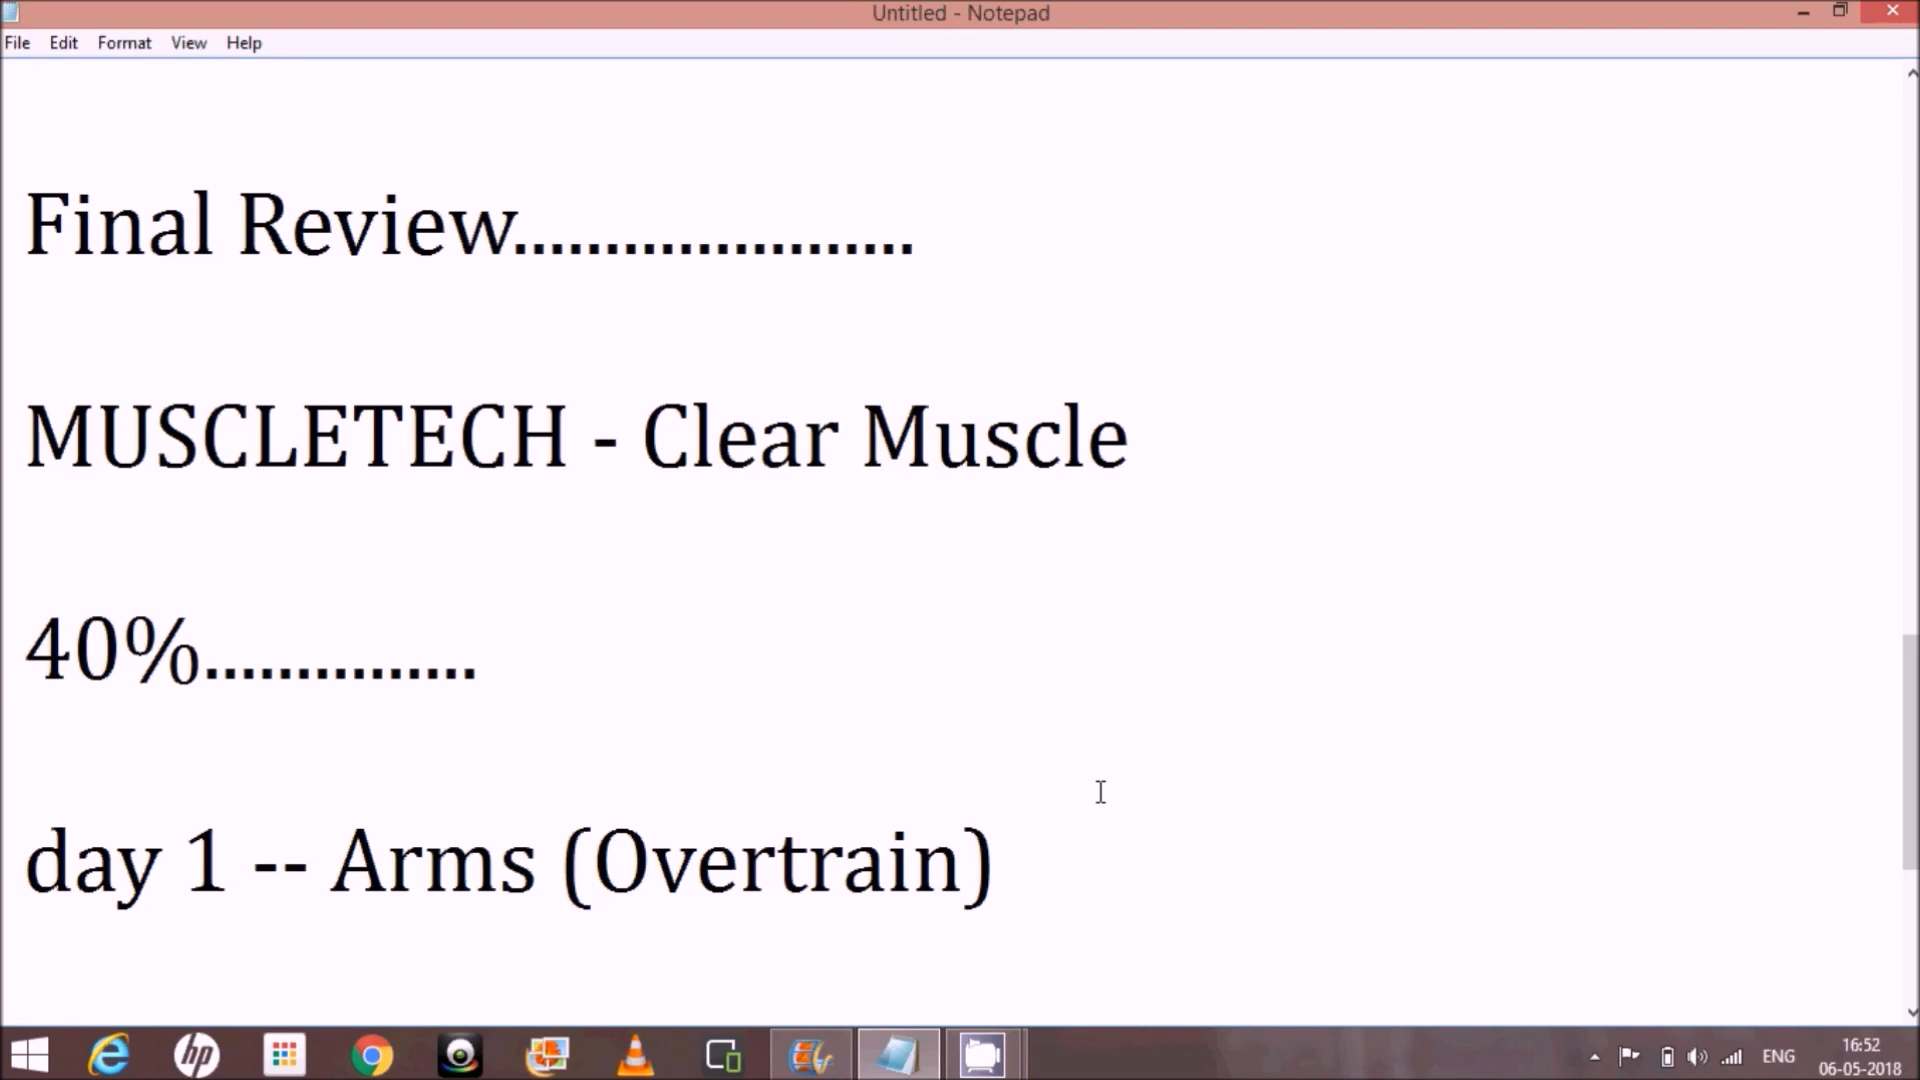 Untitled - Notepad
File Edit Format View Help
Final Review......................
MUSCLETECH - Clear Muscle
40%...............
day 1 -- Arms (Overtrain)
hp
ENG
16:52
06-05-2018